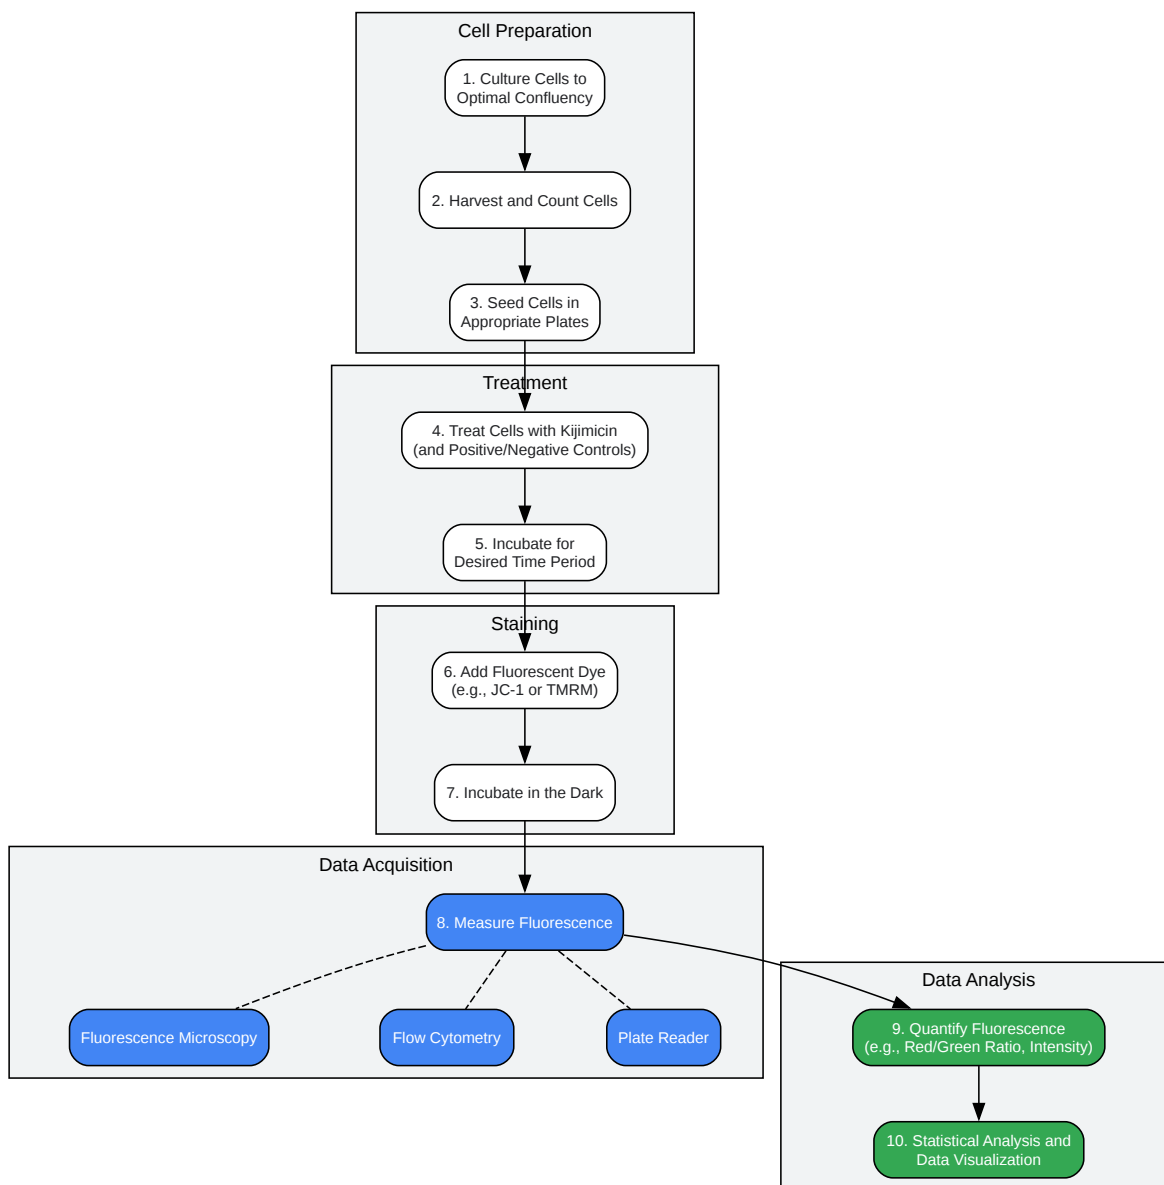 Cell Preparation
1. Culture Cells to
Optimal Confluency
2. Harvest and Count Cells
3. Seed Cells in
Appropriate Plates
Treatment
4. Treat Cells with Kijimicin
(and Positive/Negative Controls)
5. Incubate for
Desired Time Period
Staining
6. Add Fluorescent Dye
(e.g., JC-1 or TMRM)
7. Incubate in the Dark
Data Acquisition
8. Measure Fluorescence
Fluorescence Microscopy
Flow Cytometry
Plate Reader
Data Analysis
9. Quantify Fluorescence
(e.g., Red/Green Ratio, Intensity)
10. Statistical Analysis and
Data Visualization